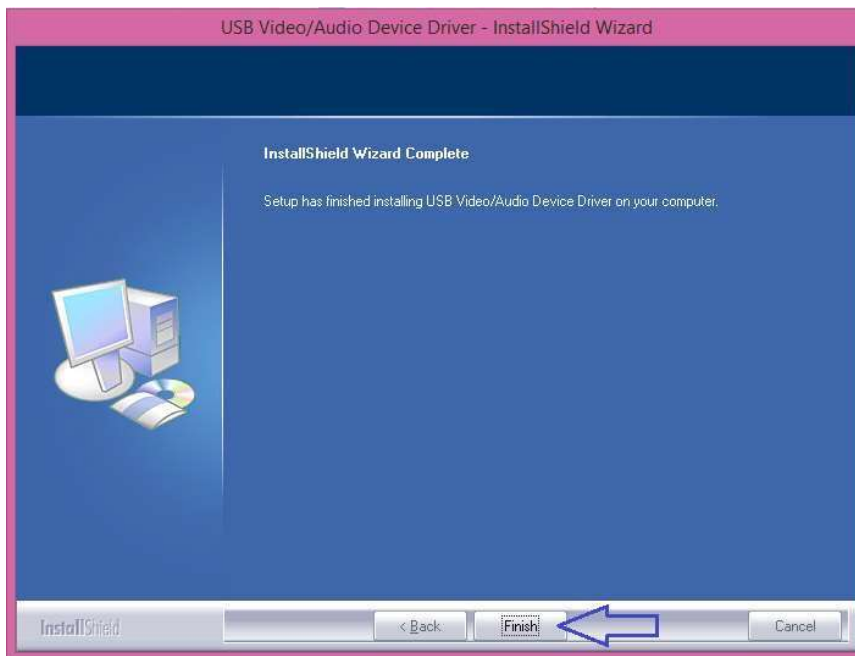 USB Video/Audio Device Driver - InstallShield Wizard
InstallShield Wizard Complete
Setup has finished installing USB Video/Audio Device Driver on your computer.
InstallShield
< Back
Finish
Cancel